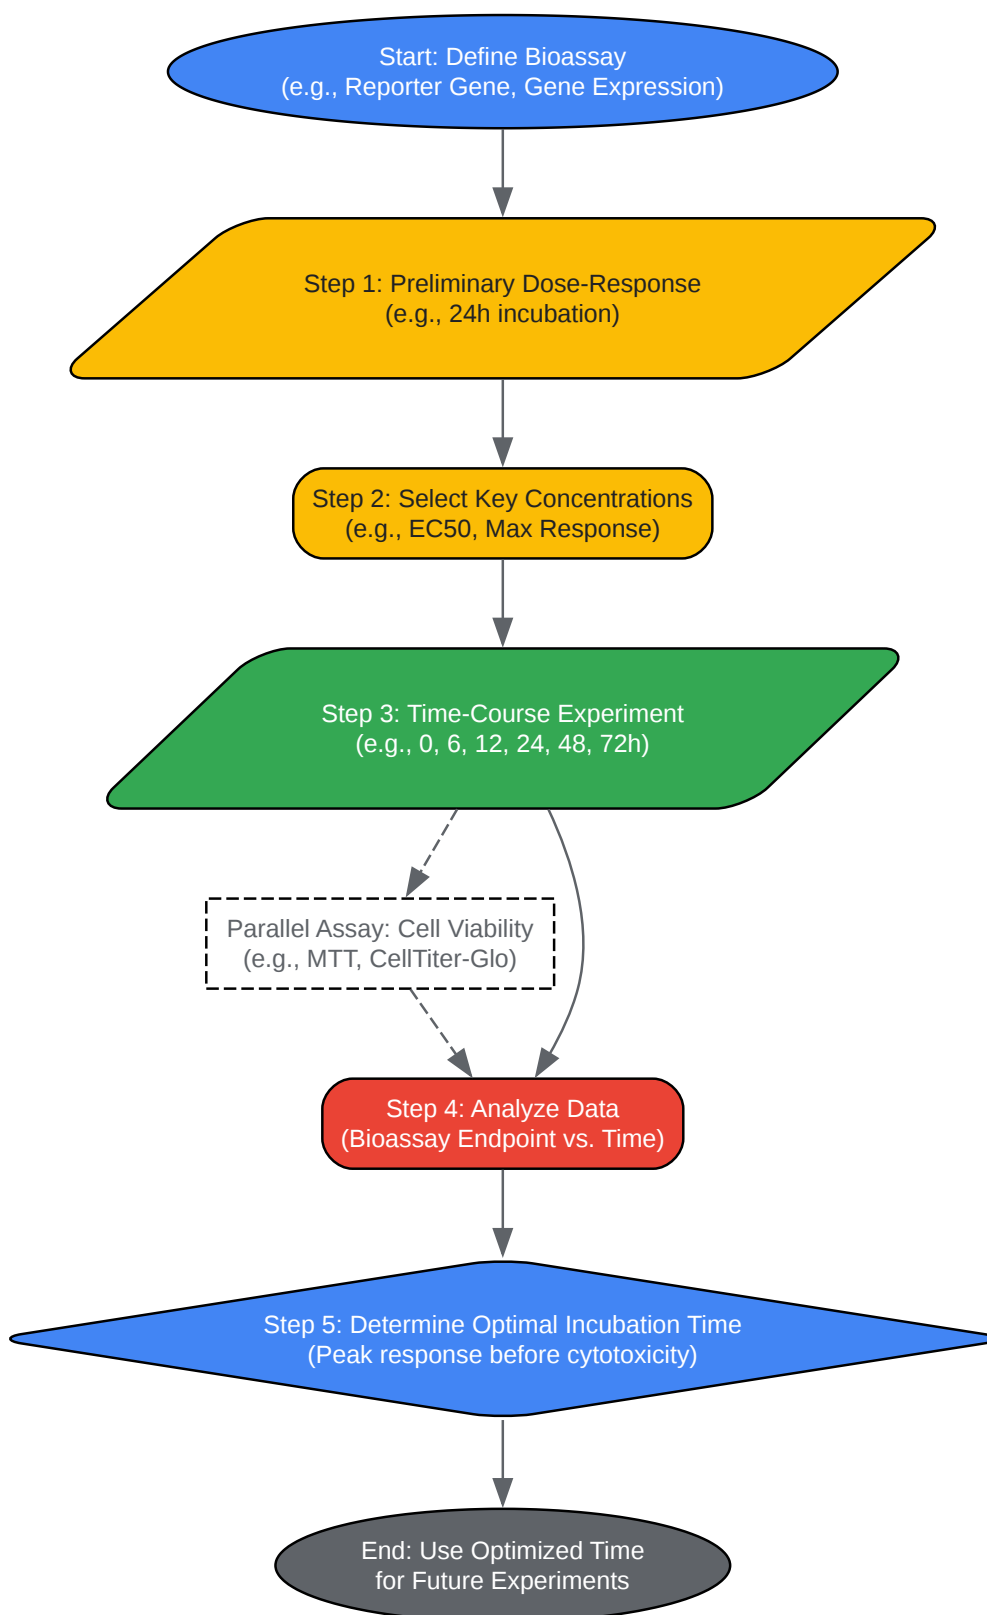 Start: Define Bioassay
(e.g., Reporter Gene, Gene Expression)
Step 1: Preliminary Dose-Response
(e.g., 24h incubation)
Step 2: Select Key Concentrations
(e.g., EC50, Max Response)
Step 3: Time-Course Experiment
(e.g., 0, 6, 12, 24, 48, 72h)
Parallel Assay: Cell Viability
(e.g., MTT, CellTiter-Glo)
Step 4: Analyze Data
(Bioassay Endpoint vs. Time)
Step 5: Determine Optimal Incubation Time
(Peak response before cytotoxicity)
End: Use Optimized Time
for Future Experiments